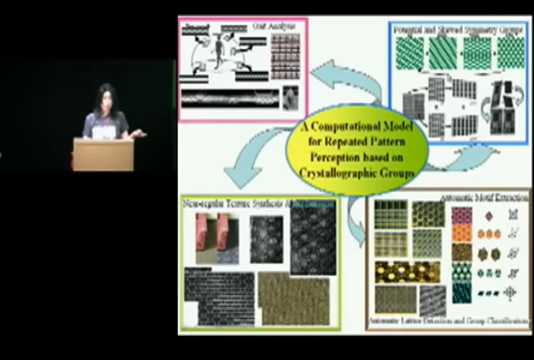 Gait Analysis
Potential and Skewed Symmetry Groups
A Computational Model
for Repeated Pattern
Perception based on
Crystallographic Groups
Near-regular Texture Synthesis
Automatic Motif Extraction
Automatic Lattice Detection and Group Classification